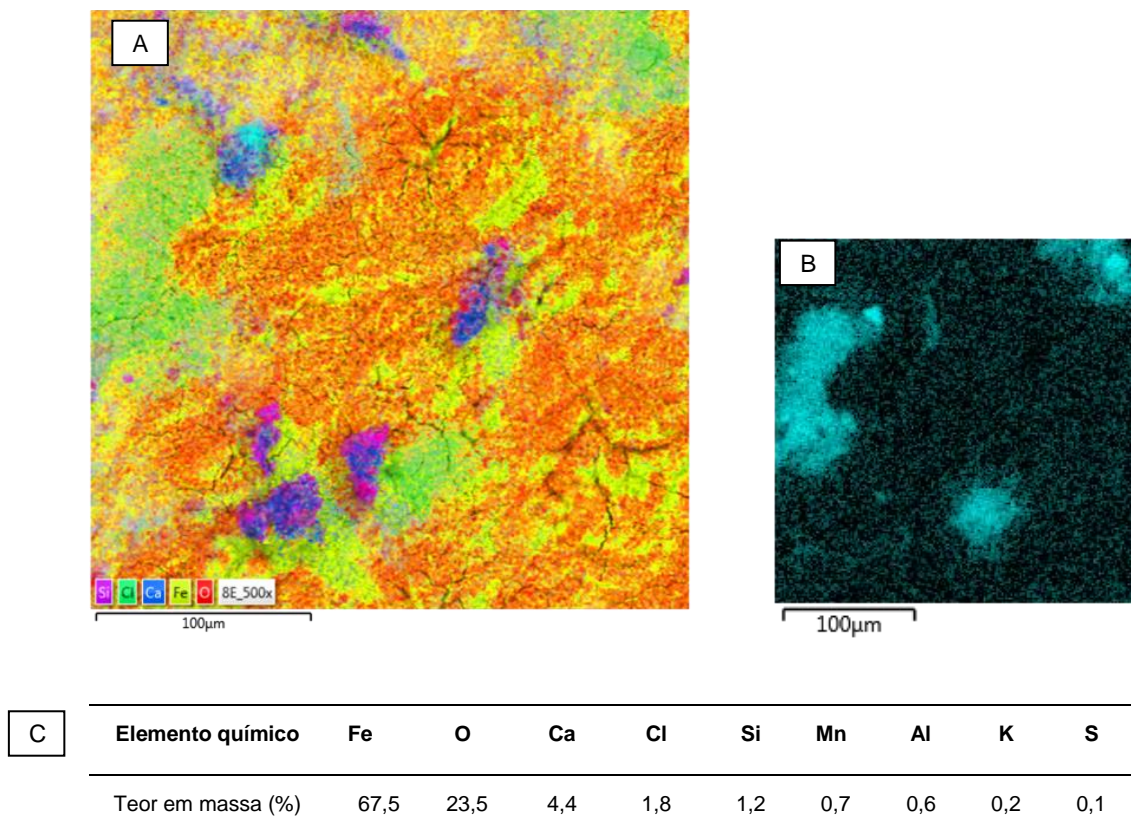 A
Si Cl Ca Fe O 8E_500x
100µm
B
100µm
C
Elemento químico Fe O Ca Cl Si Mn Al K S
Teor em massa (%) 67,5 23,5 4,4 1,8 1,2 0,7 0,6 0,2 0,1